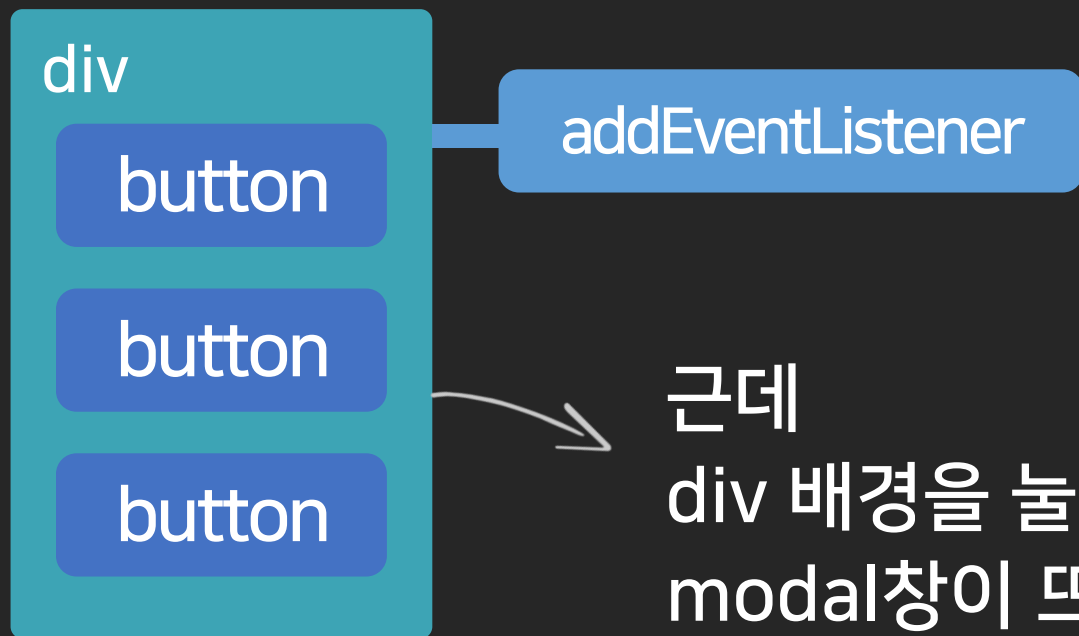 div
button
addEventListener
button
button
근데
div 배경을
modal창이